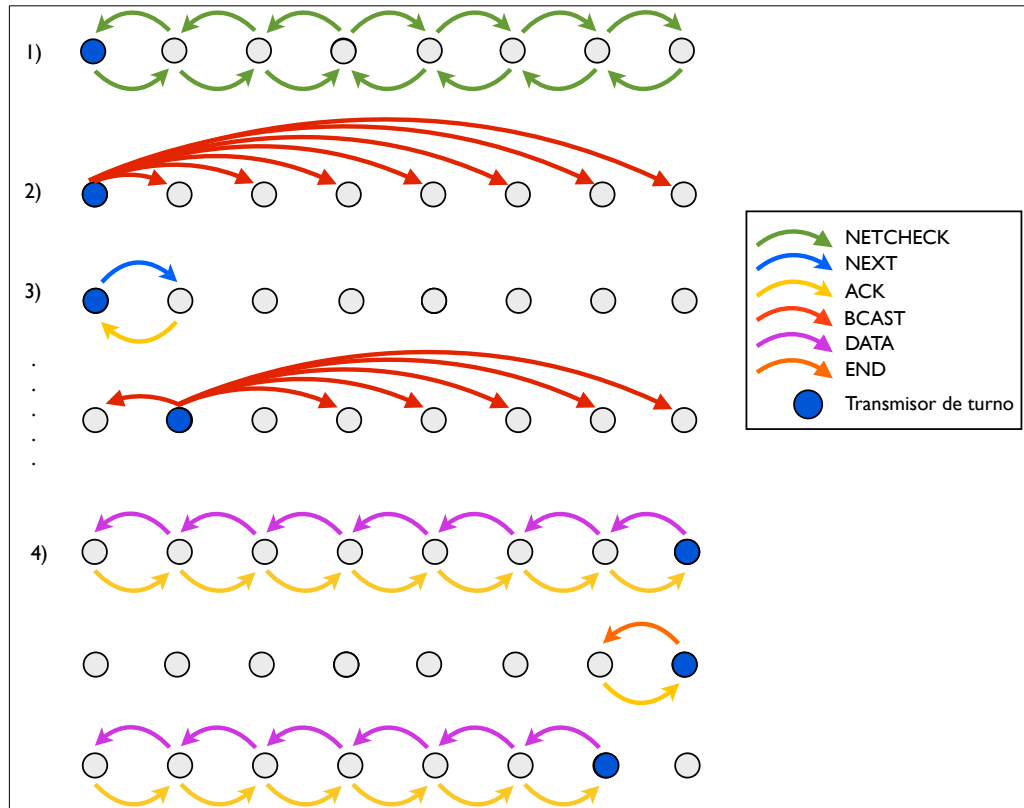 1)
2)
3)
.
.
.
.
.
4)
NETCHECK
NEXT
ACK
BCAST
DATA
END
Transmisor de turno